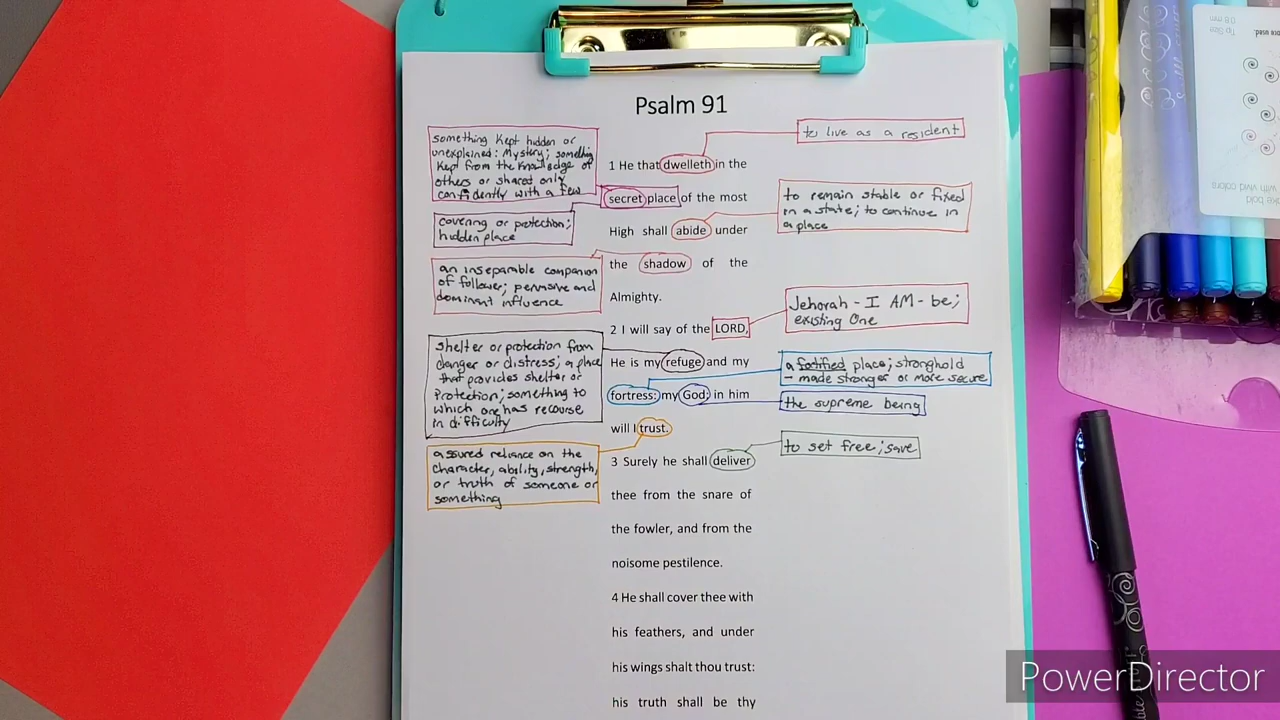 Psalm 91
something kept hidden or
unexplained: Mystery; something
kept from the knowledge of
others or shared only
confidently with a few
covering or protection;
hidden place
an inseparable companion
of follower; pervasive and
dominant influence
shelter or protection from
danger or distress; a place
that provides shelter or
protection; something to
which one has recourse
in difficulty
assured reliance on the
character, ability, strength,
or truth of someone or
something
1 He that dwelleth in the
secret place of the most
High shall abide under
the shadow of the
Almighty.
2 I will say of the LORD,
He is my refuge and my
fortress: my God; in him
will I trust.
3 Surely he shall deliver
thee from the snare of
the fowler, and from the
noisome pestilence.
4 He shall cover thee with
his feathers, and under
his wings shalt thou trust:
his truth shall be thy
to live as a resident
to remain stable or fixed
in a state; to continue in
a place
Jehovah - I AM - be;
existing One
a fortified place; stronghold
- made stronger or more secure
the supreme being
to set free; save
Tip Size
0.8 mm
with vivid colors
PowerDirector